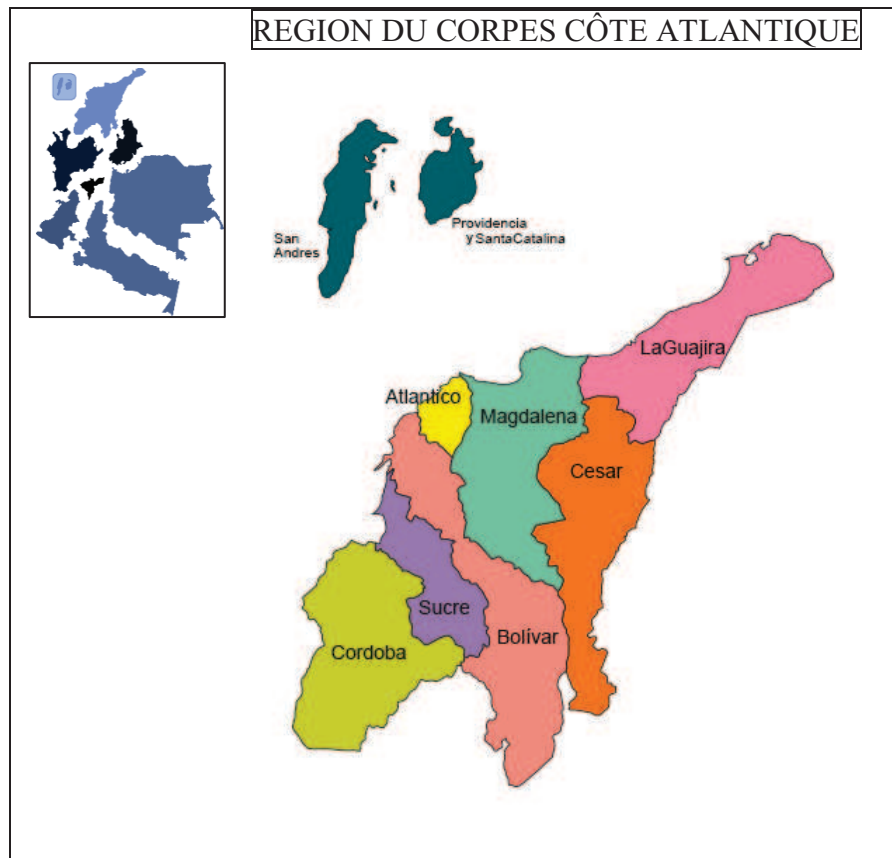 REGION DU CORPES CÔTE ATLANTIQUE
San
Andres
Providencia
y SantaCatalina
LaGuajira
Atlantico
Magdalena
Cesar
Sucre
Bolívar
Cordoba